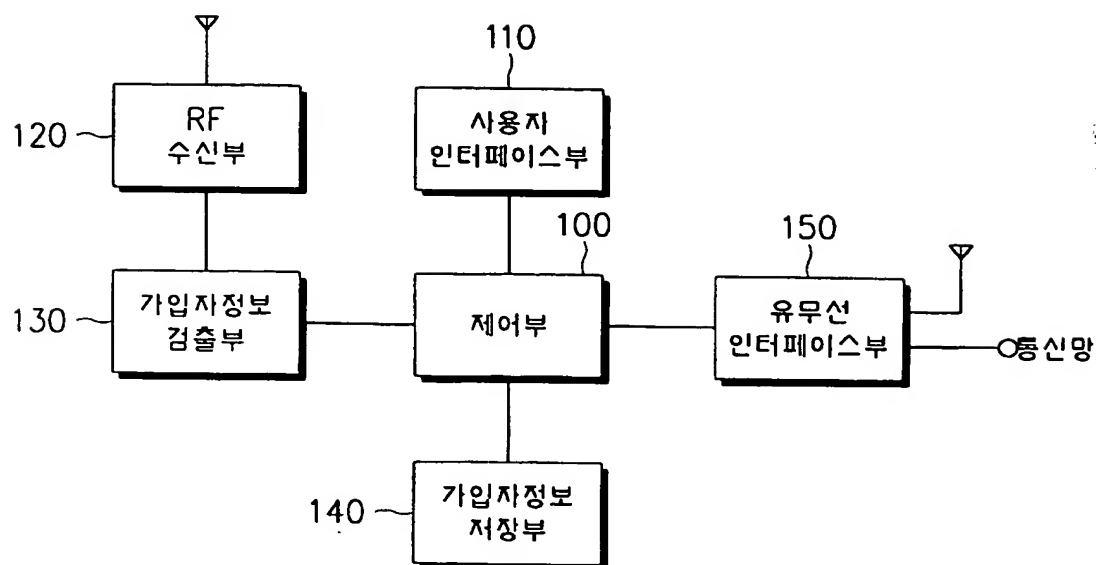 110
RF
수신부
120
사용자
인터페이스부
100
150
가입자정보
검출부
130
제어부
유무선
인터페이스부
통신망
가입자정보
저장부
140